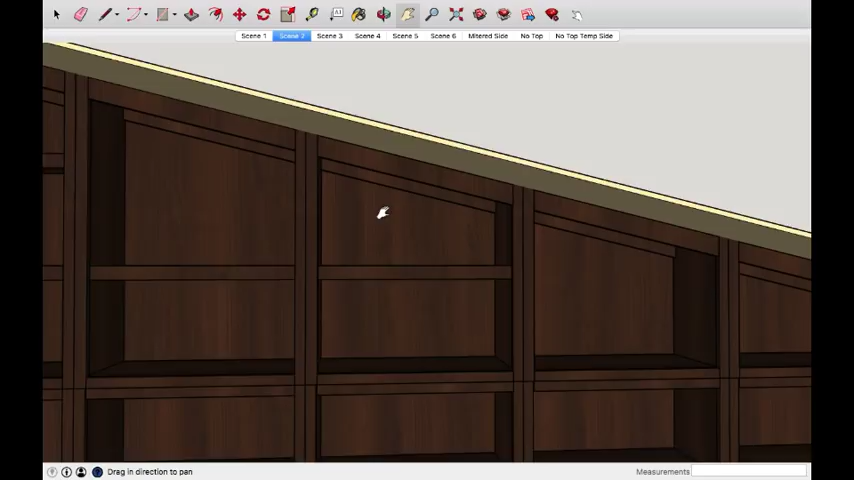 Scene 1 Scene 2 Scene 3 Scene 4 Scene 5 Scene 6 Mitered Side No Top No Top Temp Side
Drag in direction to pan Measurements